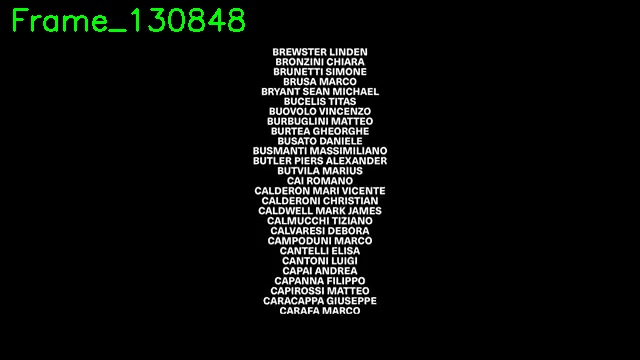 Frame_130848
BREWSTER LINDEN
BRONZINI CHIARA
BRUNETTI SIMONE
BRUSA MARCO
BRYANT SEAN MICHAEL
BUCELIS TITAS
BUOVOLO VINCENZO
BURBUGLINI MATTEO
BURTEA GHEORGHE
BUSATO DANIELE
BUSMANTI MASSIMILIANO
BUTLER PIERS ALEXANDER
BUTVILA MARIUS
CAI ROMANO
CALDERON MARI VICENTE
CALDERONI CHRISTIAN
CALDWELL MARK JAMES
CALMUCCHI TIZIANO
CALVARESI DEBORA
CAMPODUNI MARCO
CANTELLI ELISA
CANTONI LUIGI
CAPAI ANDREA
CAPANNA FILIPPO
CAPIROSSI MATTEO
CARACAPPA GIUSEPPE
CARAFA MARCO